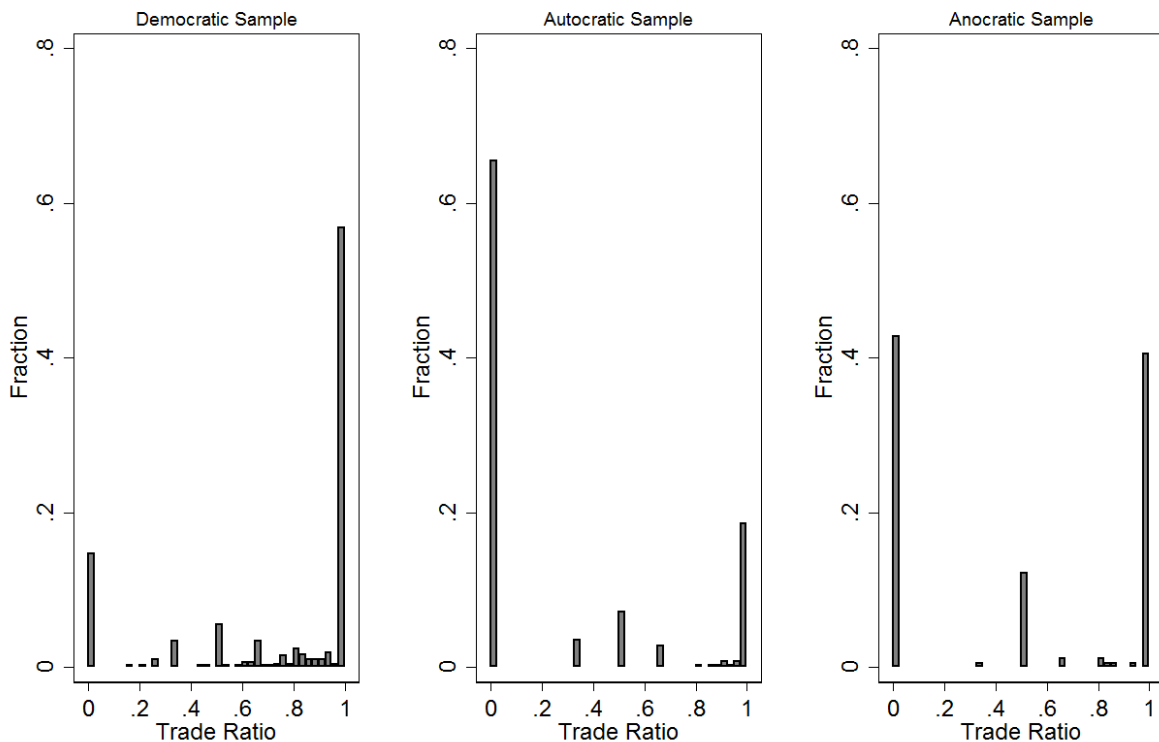 Democratic Sample
Fraction
.8
.6
.4
.2
0
0 .2 .4 .6 .8 1
Trade Ratio
Autocratic Sample
Fraction
.8
.6
.4
.2
0
0 .2 .4 .6 .8 1
Trade Ratio
Anocratic Sample
Fraction
.8
.6
.4
.2
0
0 .2 .4 .6 .8 1
Trade Ratio